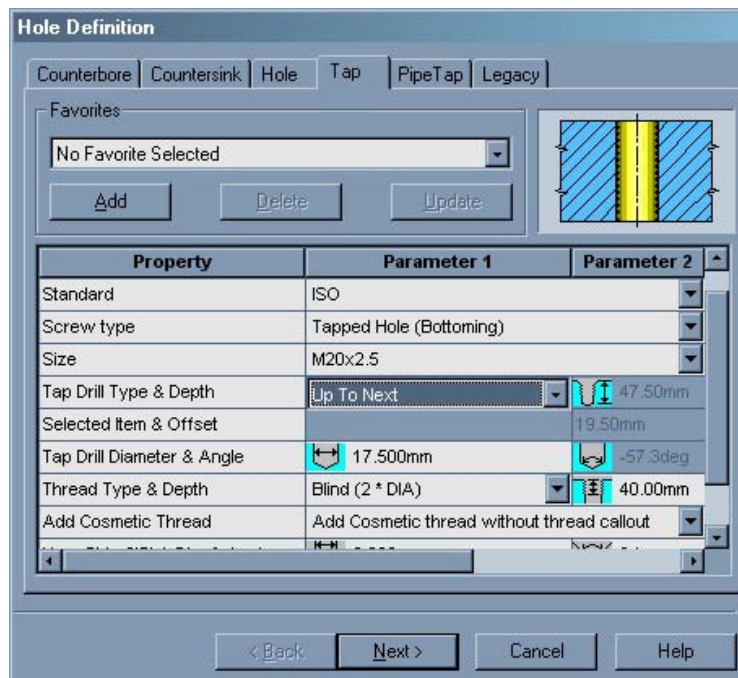 Hole Definition
Counterbore Countersink Hole Tap PipeTap Legacy
Favorites
No Favorite Selected
Add Delete Update
Property Parameter 1 Parameter 2
Standard ISO
Screw type Tapped Hole (Bottoming)
Size M20x2.5
Tap Drill Type & Depth Up To Next 47.50mm
Selected Item & Offset 19.50mm
Tap Drill Diameter & Angle 17.500mm -57.3deg
Thread Type & Depth Blind (2 * DIA) 40.00mm
Add Cosmetic Thread Add Cosmetic thread without thread callout
< Back Next > Cancel Help